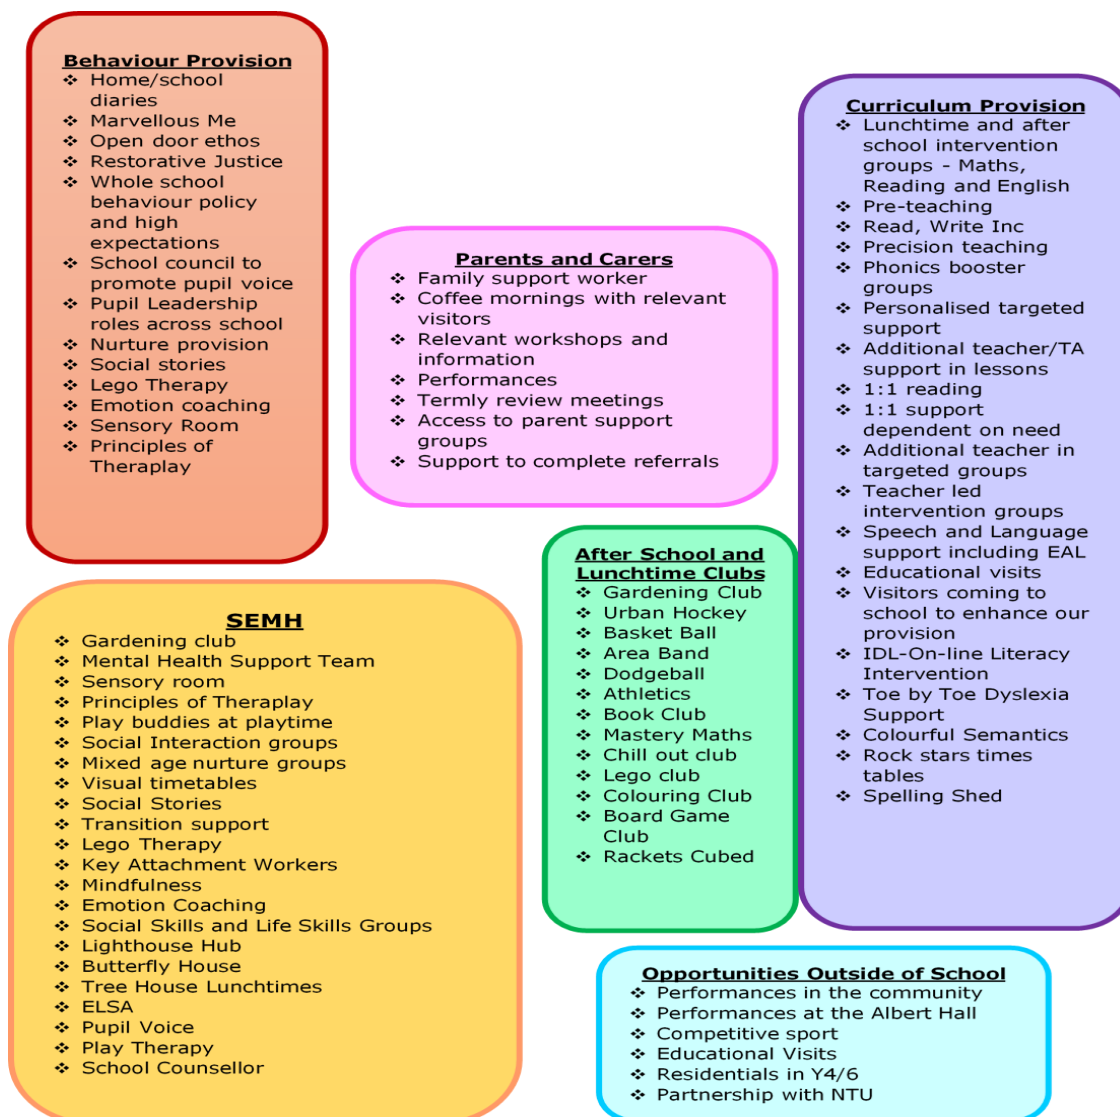 Behaviour Provision
❖ Home/school
diaries
❖ Marvellous Me
❖ Open door ethos
❖ Restorative Justice
❖ Whole school
behaviour policy
and high
expectations
❖ School council to
promote pupil voice
❖ Pupil Leadership
roles across school
❖ Nurture provision
❖ Social stories
❖ Lego Therapy
❖ Emotion coaching
❖ Sensory Room
❖ Principles of
Theraplay
Parents and Carers
❖ Family support worker
❖ Coffee mornings with relevant
visitors
❖ Relevant workshops and
information
❖ Performances
❖ Termly review meetings
❖ Access to parent support
groups
❖ Support to complete referrals
Curriculum Provision
❖ Lunchtime and after
school intervention
groups - Maths,
Reading and English
❖ Pre-teaching
❖ Read, Write Inc
❖ Precision teaching
❖ Phonics booster
groups
❖ Personalised targeted
support
❖ Additional teacher/TA
support in lessons
❖ 1:1 reading
❖ 1:1 support
dependent on need
❖ Additional teacher in
targeted groups
❖ Teacher led
intervention groups
❖ Speech and Language
support including EAL
❖ Educational visits
❖ Visitors coming to
school to enhance our
provision
❖ IDL-On-line Literacy
Intervention
❖ Toe by Toe Dyslexia
Support
❖ Colourful Semantics
❖ Rock stars times
tables
❖ Spelling Shed
SEMH
❖ Gardening club
❖ Mental Health Support Team
❖ Sensory room
❖ Principles of Theraplay
❖ Play buddies at playtime
❖ Social Interaction groups
❖ Mixed age nurture groups
❖ Visual timetables
❖ Social Stories
❖ Transition support
❖ Lego Therapy
❖ Key Attachment Workers
❖ Mindfulness
❖ Emotion Coaching
❖ Social Skills and Life Skills Groups
❖ Lighthouse Hub
❖ Butterfly House
❖ Tree House Lunchtimes
❖ ELSA
❖ Pupil Voice
❖ Play Therapy
❖ School Counsellor
After School and
Lunchtime Clubs
❖ Gardening Club
❖ Urban Hockey
❖ Basket Ball
❖ Area Band
❖ Dodgeball
❖ Athletics
❖ Book Club
❖ Mastery Maths
❖ Chill out club
❖ Lego club
❖ Colouring Club
❖ Board Game
Club
❖ Rackets Cubed
Opportunities Outside of School
❖ Performances in the community
❖ Performances at the Albert Hall
❖ Competitive sport
❖ Educational Visits
❖ Residentials in Y4/6
❖ Partnership with NTU